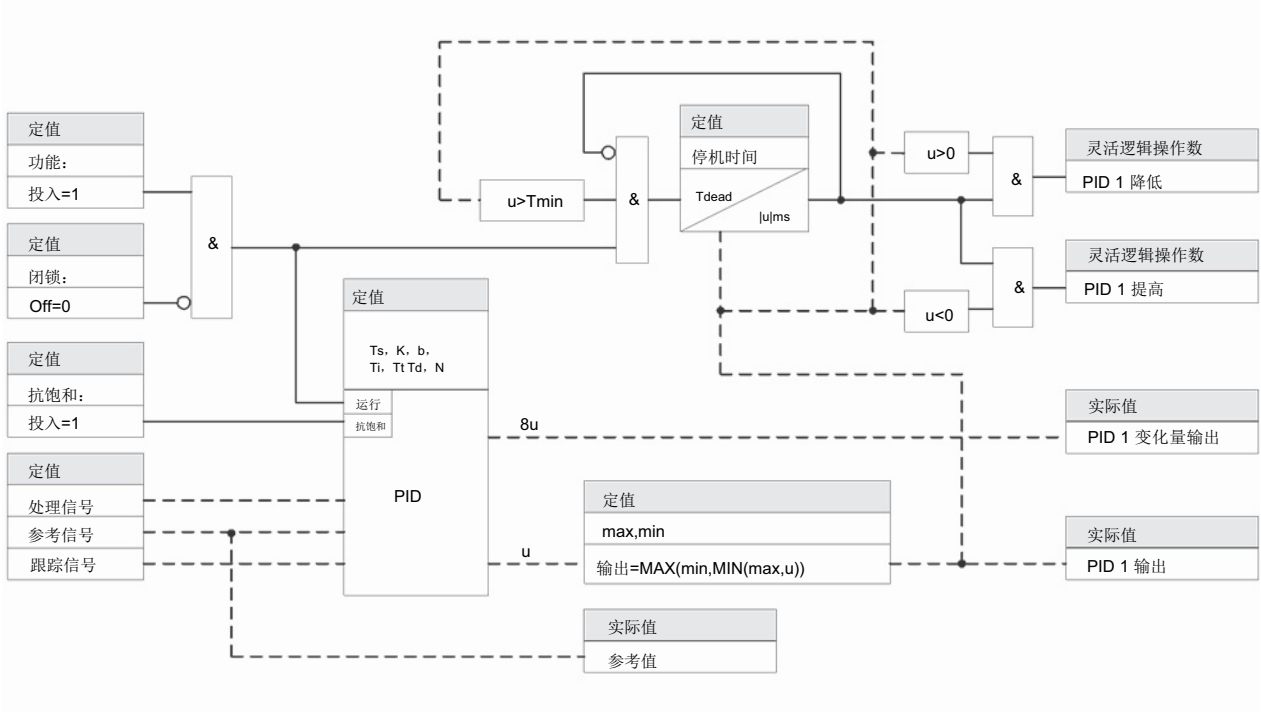 定值
功能：
投入=1
定值
闭锁：
Off=0
&
定值
抗饱和：
投入=1
定值
处理信号
参考信号
跟踪信号
定值
Ts，K，b，
Ti，Tt Td，N
运行
抗饱和
PID
u>Tmin
&
定值
停机时间
Tdead
|u|ms
u>0
&
灵活逻辑操作数
PID 1 降低
u<0
&
灵活逻辑操作数
PID 1 提高
8u
实际值
PID 1 变化量输出
u
定值
max,min
输出=MAX(min,MIN(max,u))
实际值
PID 1 输出
实际值
参考值